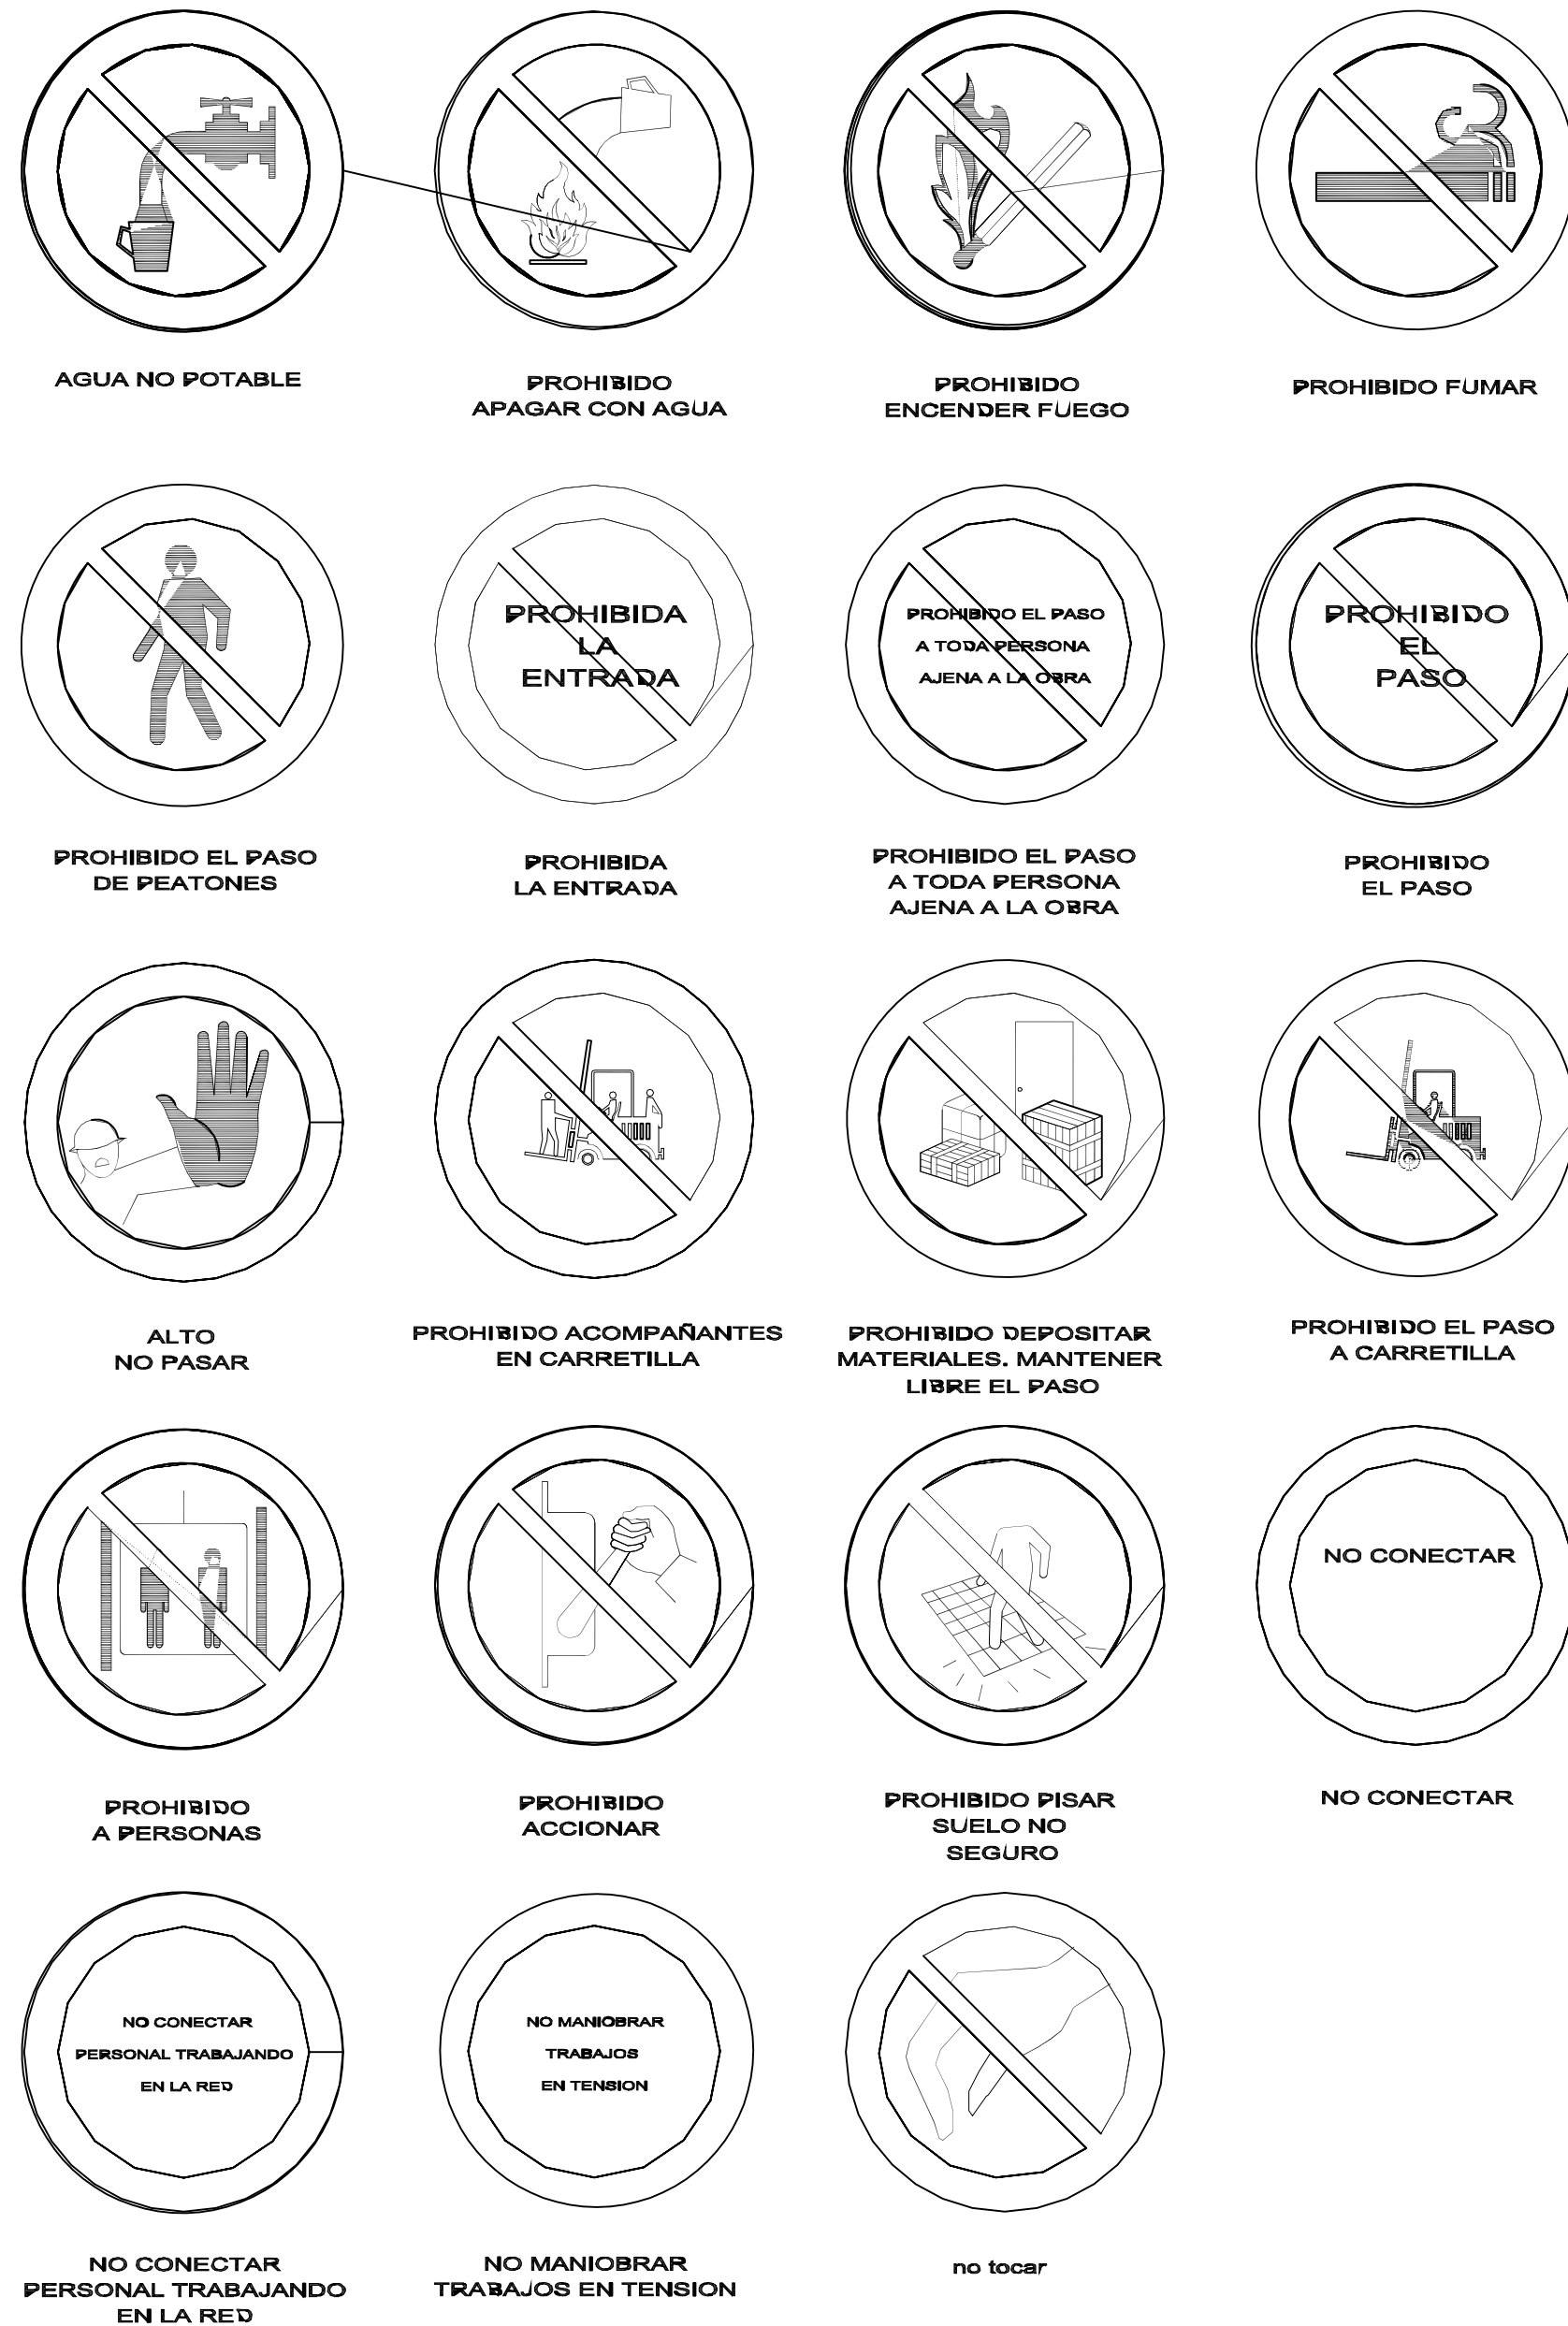 AGUA NO POTABLE
PROHIBIDO
APAGAR CON AGUA
PROHIBIDO
ENCENDER FUEGO
PROHIBIDO FUMAR
PROHIBIDA
LA
ENTRADA
PROHIBIDO EL PASO
A TODA PERSONA
AJENA A LA OBRA
PROHIBIDO
EL
PASO
PROHIBIDO EL PASO
DE PEATONES
PROHIBIDA
LA ENTRADA
PROHIBIDO EL PASO
A TODA PERSONA
AJENA A LA OBRA
PROHIBIDO
EL PASO
ALTO
NO PASAR
PROHIBIDO ACOMPAÑANTES
EN CARRETILLA
PROHIBIDO DEPOSITAR
MATERIALES. MANTENER
LIBRE EL PASO
PROHIBIDO EL PASO
A CARRETILLA
NO CONECTAR
PROHIBIDO
A PERSONAS
PROHIBIDO
ACCIONAR
PROHIBIDO PISAR
SUELO NO
SEGURO
NO CONECTAR
NO CONECTAR
PERSONAL TRABAJANDO
EN LA RED
NO MANIOBRAR
TRABAJOS
EN TENSION
NO CONECTAR
PERSONAL TRABAJANDO
EN LA RED
NO MANIOBRAR
TRABAJOS EN TENSION
no tocar